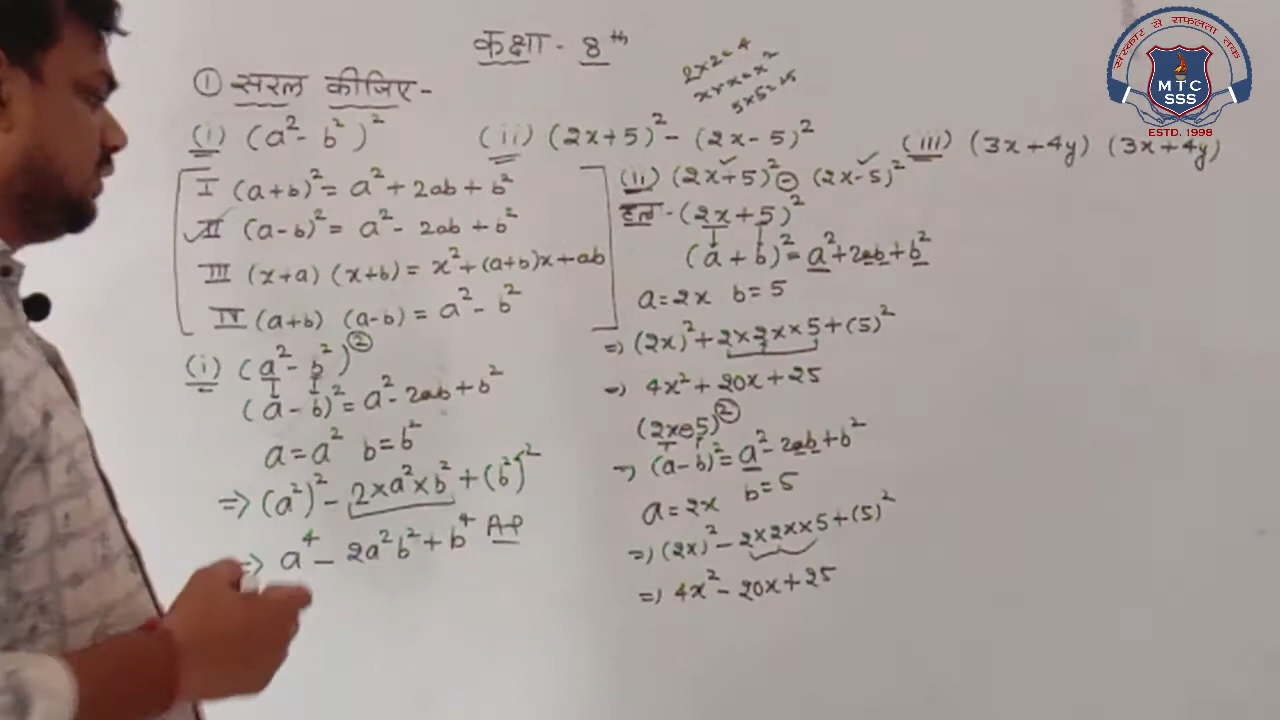 कक्षा - 8th
① सरल कीजिए -
2×2=4
x×x=x²
5×5=25
(i) (a²- b²)² (ii) (2x+5)² - (2x-5)² (iii) (3x+4y) (3x+4y)
I (a+b)² = a² + 2ab + b²
II (a-b)² = a² - 2ab + b²
III (x+a) (x+b) = x² + (a+b)x + ab
IV (a+b) (a-b) = a² - b²
(i) (a² - b²)²
(a - b)² = a² - 2ab + b²
a = a² b = b²
=> (a²)² - 2×a²×b² + (b²)²
=> a⁴ - 2a²b² + b⁴
(ii) (2x+5)² - (2x-5)²
हल - (2x+5)²
(a + b)² = a² + 2ab + b²
a = 2x b = 5
=> (2x)² + 2×2x×5 + (5)²
=> 4x² + 20x + 25
(2x-5)²
=> (a-b)² = a² - 2ab + b²
a = 2x b = 5
=> (2x)² - 2×2x×5 + (5)²
=> 4x² - 20x + 25
संस्कार से सफलता तक
MTC
SSS
ESTD. 1998